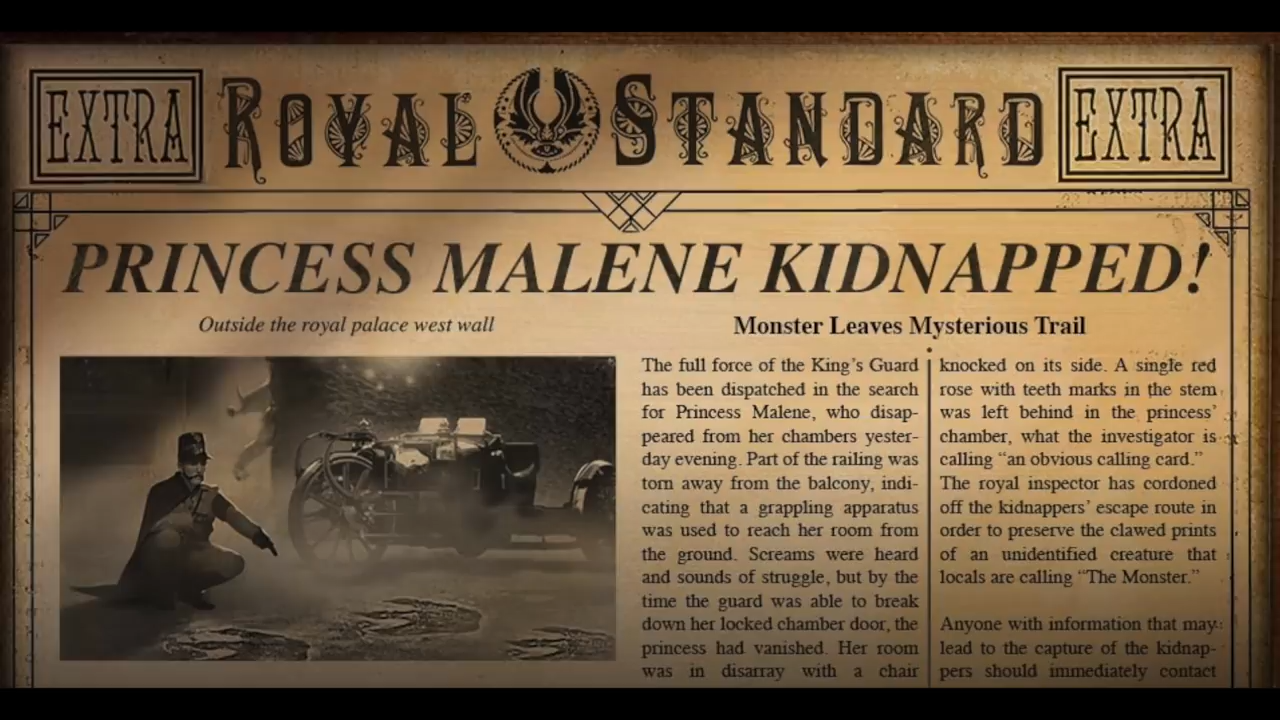 EXTRA ROYAL STANDARD EXTRA
PRINCESS MALENE KIDNAPPED!
Outside the royal palace west wall
Monster Leaves Mysterious Trail
The full force of the King's Guard
has been dispatched in the search
for Princess Malene, who disap-
peared from her chambers yester-
day evening. Part of the railing was
torn away from the balcony, indi-
cating that a grappling apparatus
was used to reach her room from
the ground. Screams were heard
and sounds of struggle, but by the
time the guard was able to break
down her locked chamber door, the
princess had vanished. Her room
was in disarray with a chair
knocked on its side. A single red
rose with teeth marks in the stem
was left behind in the princess'
chamber, what the investigator is
calling “an obvious calling card.”
The royal inspector has cordoned
off the kidnappers' escape route in
order to preserve the clawed prints
of an unidentified creature that
locals are calling “The Monster.”
Anyone with information that may
lead to the capture of the kidnap-
pers should immediately contact